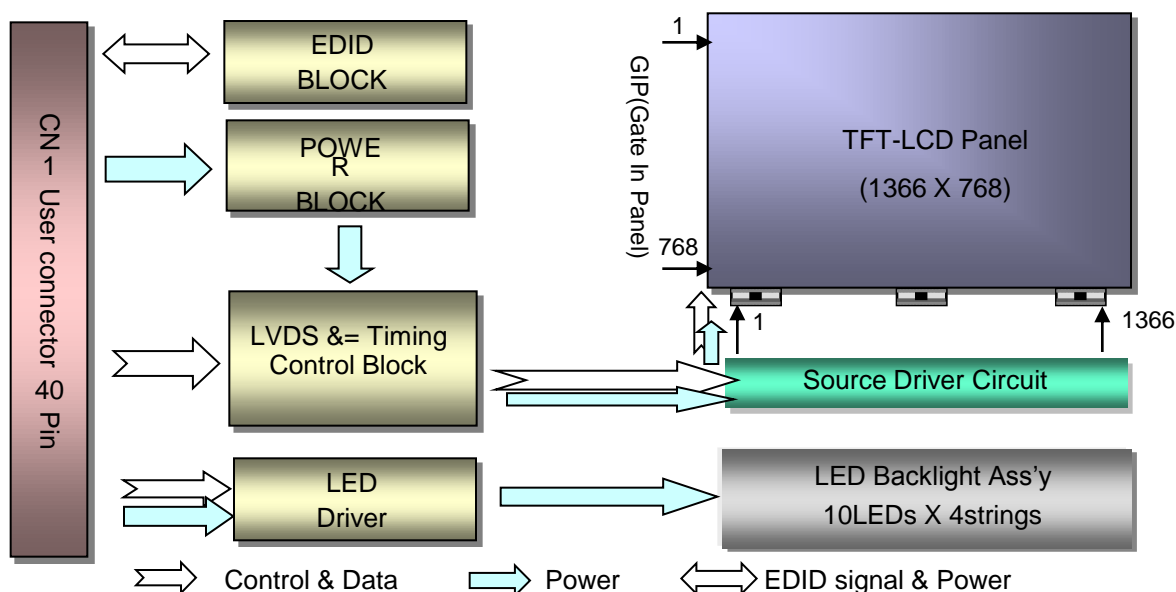 CN 1 User connector 40 Pin
EDID
BLOCK
POWE
R
BLOCK
LVDS &= Timing
Control Block
LED
Driver
GIP(Gate In Panel)
1
768
TFT-LCD Panel
(1366 X 768)
1
1366
Source Driver Circuit
LED Backlight Ass'y
10LEDs X 4strings
Control & Data
Power
EDID signal & Power